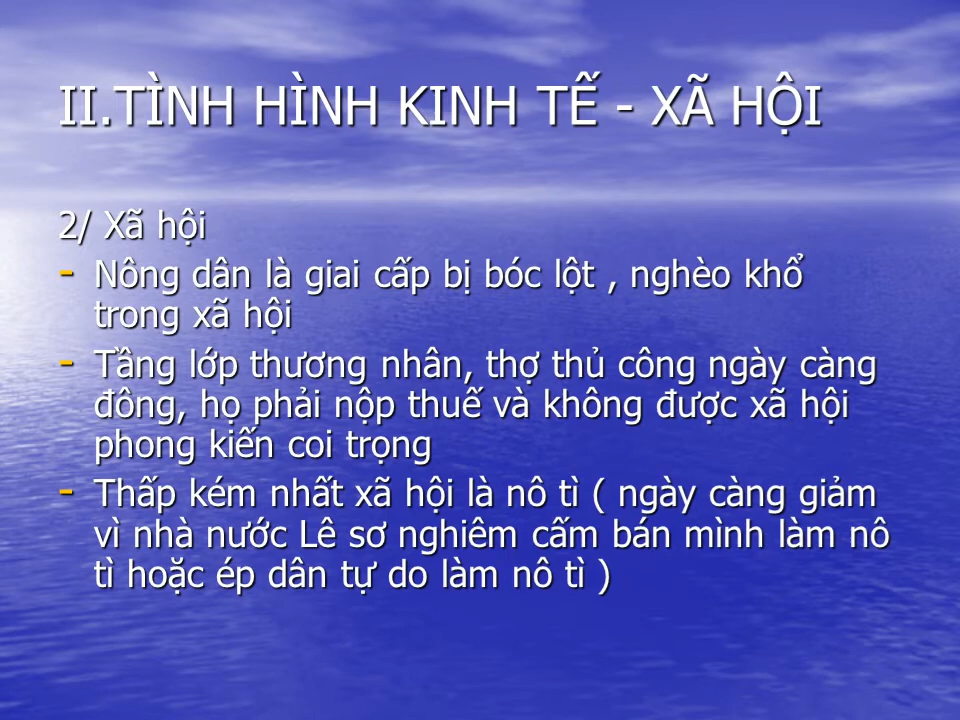 II.TÌNH HÌNH KINH TẾ - XÃ HỘI
2/ Xã hội
- Nông dân là giai cấp bị bóc lột , nghèo khổ
trong xã hội
- Tầng lớp thương nhân, thợ thủ công ngày càng
đông, họ phải nộp thuế và không được xã hội
phong kiến coi trọng
- Thấp kém nhất xã hội là nô tì ( ngày càng giảm
vì nhà nước Lê sơ nghiêm cấm bán mình làm nô
tì hoặc ép dân tự do làm nô tì )